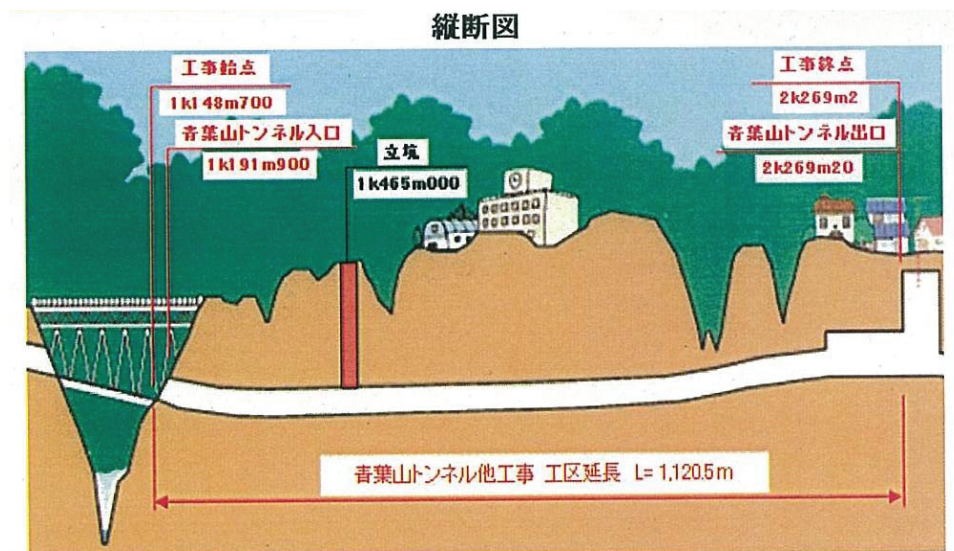 縦断図
工事始点
1k148m700
青葉山トンネル入口
1k191m900
立坑
1k465m000
工事終点
2k269m2
青葉山トンネル出口
2k269m20
青葉山トンネル他工事 工区延長 L= 1,120.5m